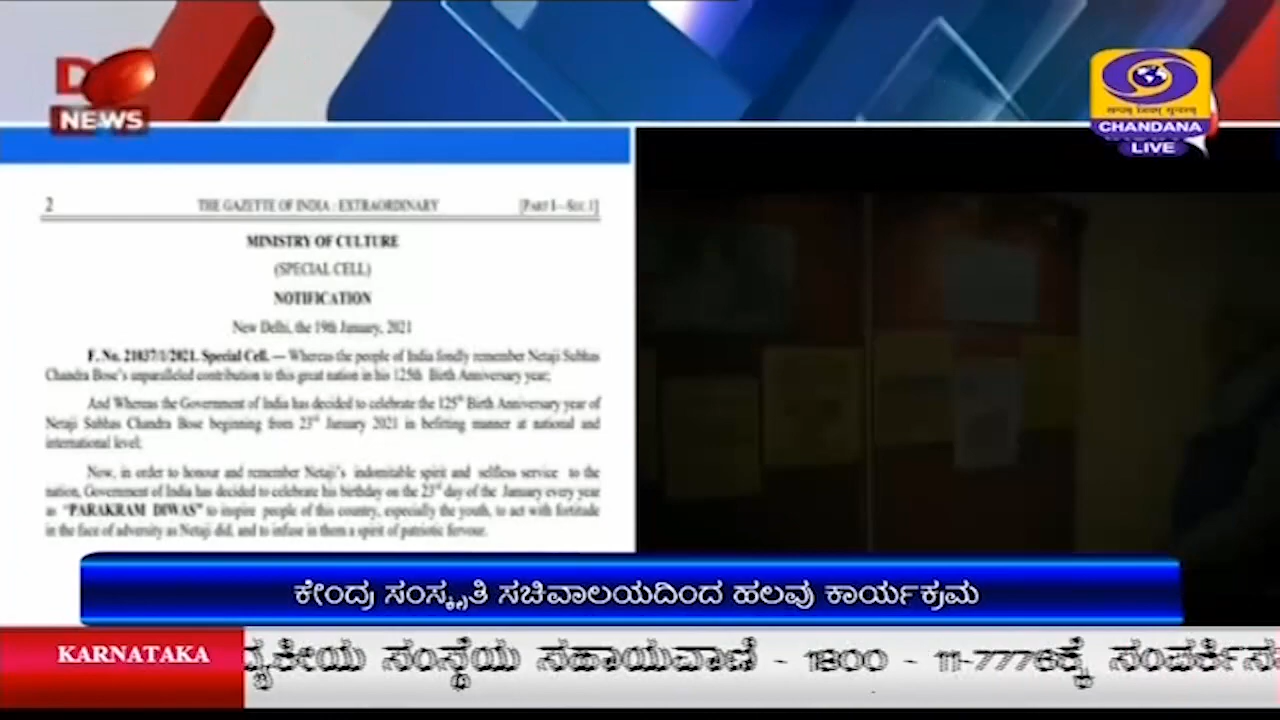 NEWS
CHANDANA
LIVE
2 THE GAZETTE OF INDIA : EXTRAORDINARY [PART I—SEC. 1]
MINISTRY OF CULTURE
(SPECIAL CELL)
NOTIFICATION
New Delhi, the 19th January, 2021
F. No. 21037/1/2021. Special Cell. — Whereas the people of India fondly remember Netaji Subhas
Chandra Bose's unparalleled contribution to this great nation in his 125th Birth Anniversary year;
And Whereas the Government of India has decided to celebrate the 125th Birth Anniversary year of
Netaji Subhas Chandra Bose beginning from 23rd January 2021 in befitting manner at national and
international level;
Now, in order to honour and remember Netaji's indomitable spirit and selfless service to the
nation, Government of India has decided to celebrate his birthday on the 23rd day of the January every year
as "PARAKRAM DIWAS" to inspire people of this country, especially the youth, to act with fortitude
in the face of adversity as Netaji did, and to infuse in them a spirit of patriotic fervour.
ಕೇಂದ್ರ ಸಂಸ್ಕೃತಿ ಸಚಿವಾಲಯದಿಂದ ಹಲವು ಕಾರ್ಯಕ್ರಮ
KARNATAKA
ಸಂಸ್ಥೆಯ ಸಹಾಯವಾಣಿ - 1800 - 11-7776ಕ್ಕೆ ಸಂಪರ್ಕಿಸ